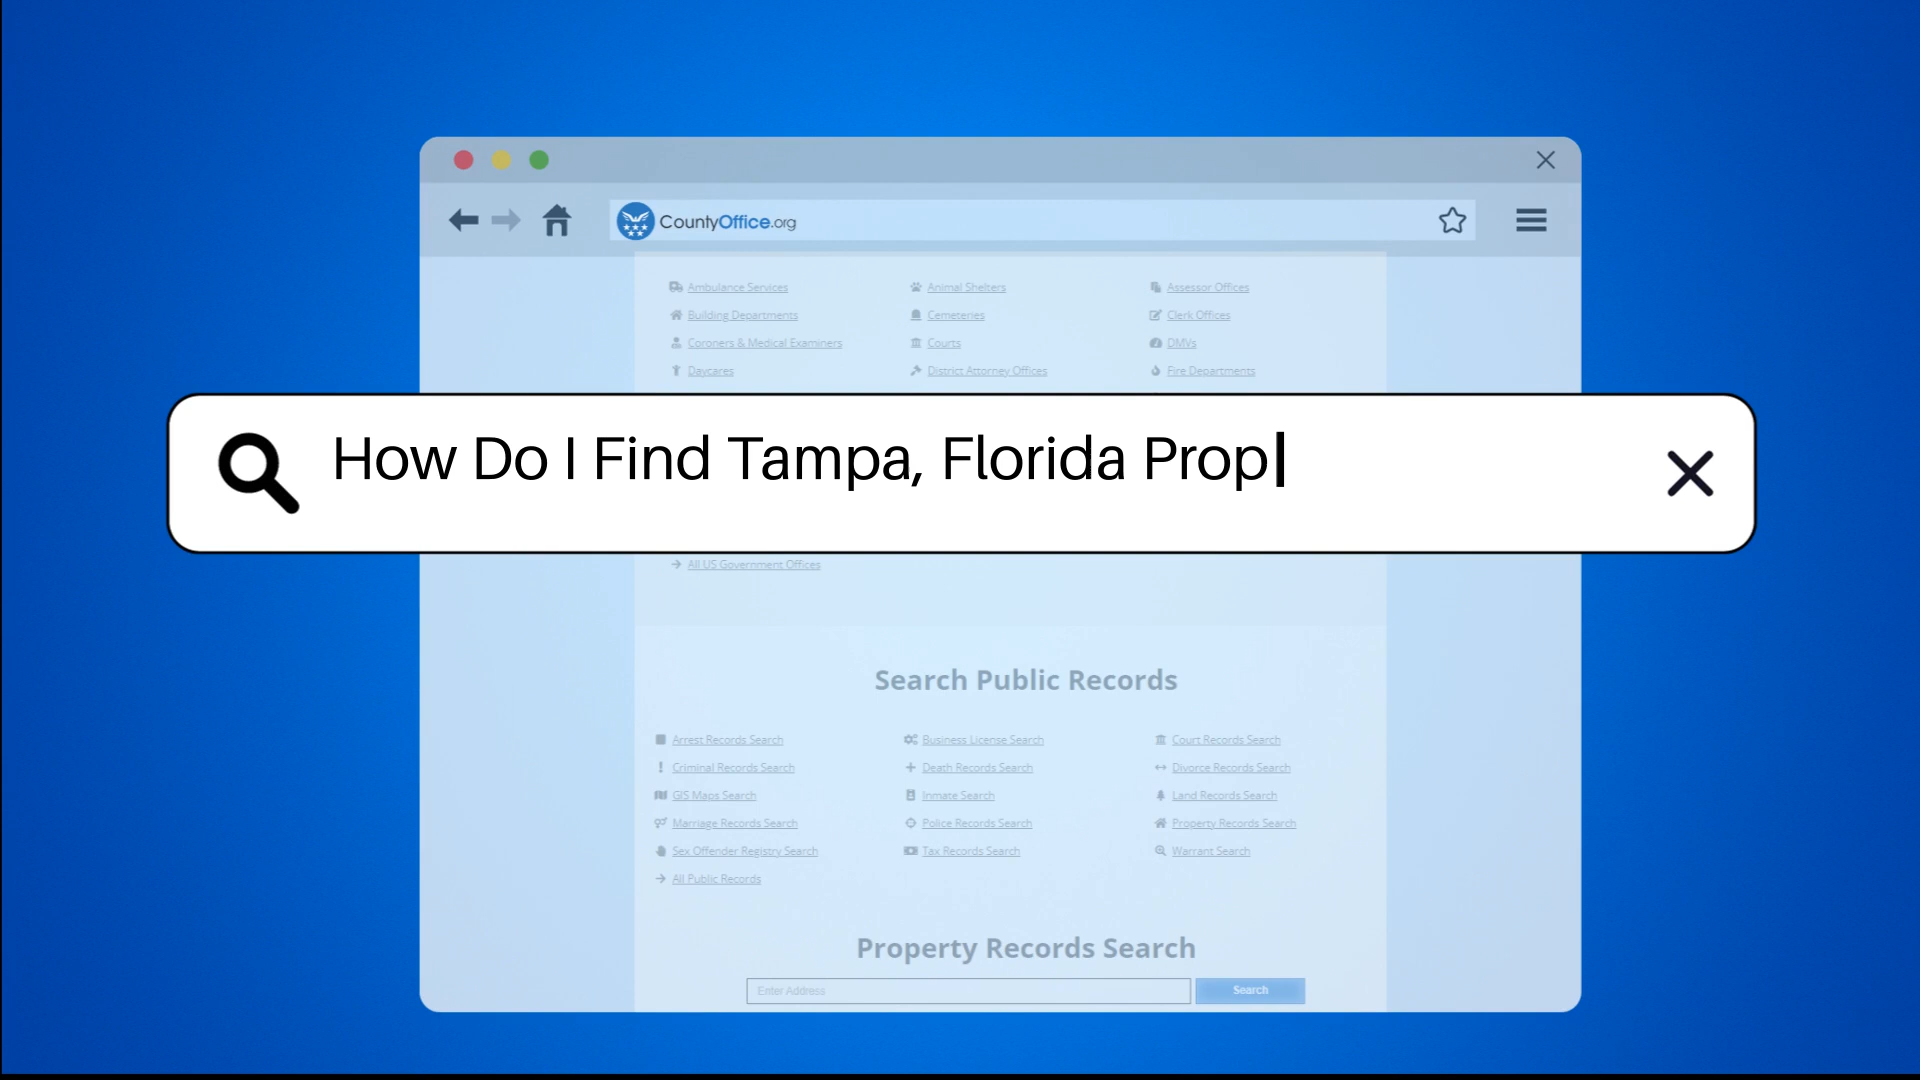 CountyOffice.org
Ambulance Services Animal Shelters Assessor Offices
Building Departments Cemeteries Clerk Offices
Coroners & Medical Examiners Courts DMVs
Daycares District Attorney Offices Fire Departments
How Do I Find Tampa, Florida Prop
All US Government Offices
Search Public Records
Arrest Records Search Business License Search Court Records Search
Criminal Records Search Death Records Search Divorce Records Search
GIS Maps Search Inmate Search Land Records Search
Marriage Records Search Police Records Search Property Records Search
Sex Offender Registry Search Tax Records Search Warrant Search
All Public Records
Property Records Search
Enter Address Search